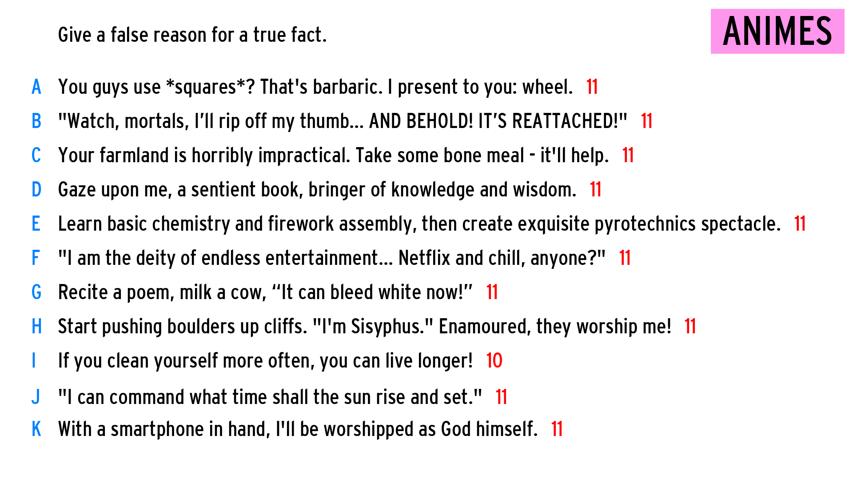 Give a false reason for a true fact.
ANIMES
A You guys use *squares*? That's barbaric. I present to you: wheel. 11
B "Watch, mortals, I’ll rip off my thumb... AND BEHOLD! IT’S REATTACHED!" 11
C Your farmland is horribly impractical. Take some bone meal - it'll help. 11
D Gaze upon me, a sentient book, bringer of knowledge and wisdom. 11
E Learn basic chemistry and firework assembly, then create exquisite pyrotechnics spectacle. 11
F "I am the deity of endless entertainment... Netflix and chill, anyone?" 11
G Recite a poem, milk a cow, “It can bleed white now!” 11
H Start pushing boulders up cliffs. "I'm Sisyphus." Enamoured, they worship me! 11
I If you clean yourself more often, you can live longer! 10
J "I can command what time shall the sun rise and set." 11
K With a smartphone in hand, I'll be worshipped as God himself. 11